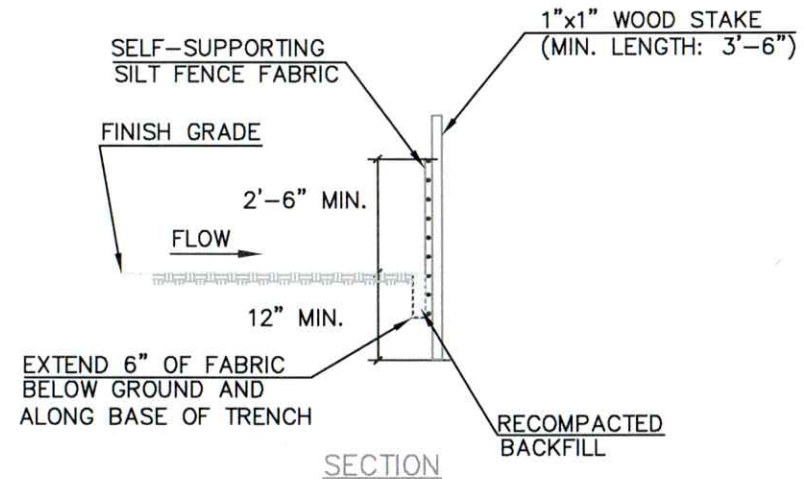 1”x1” WOOD STAKE
(MIN. LENGTH: 3’-6”)
SELF-SUPPORTING
SILT FENCE FABRIC
FINISH GRADE
2’-6” MIN.
FLOW
12” MIN.
EXTEND 6” OF FABRIC
BELOW GROUND AND
ALONG BASE OF TRENCH
RECOMPACTED
BACKFILL
SECTION